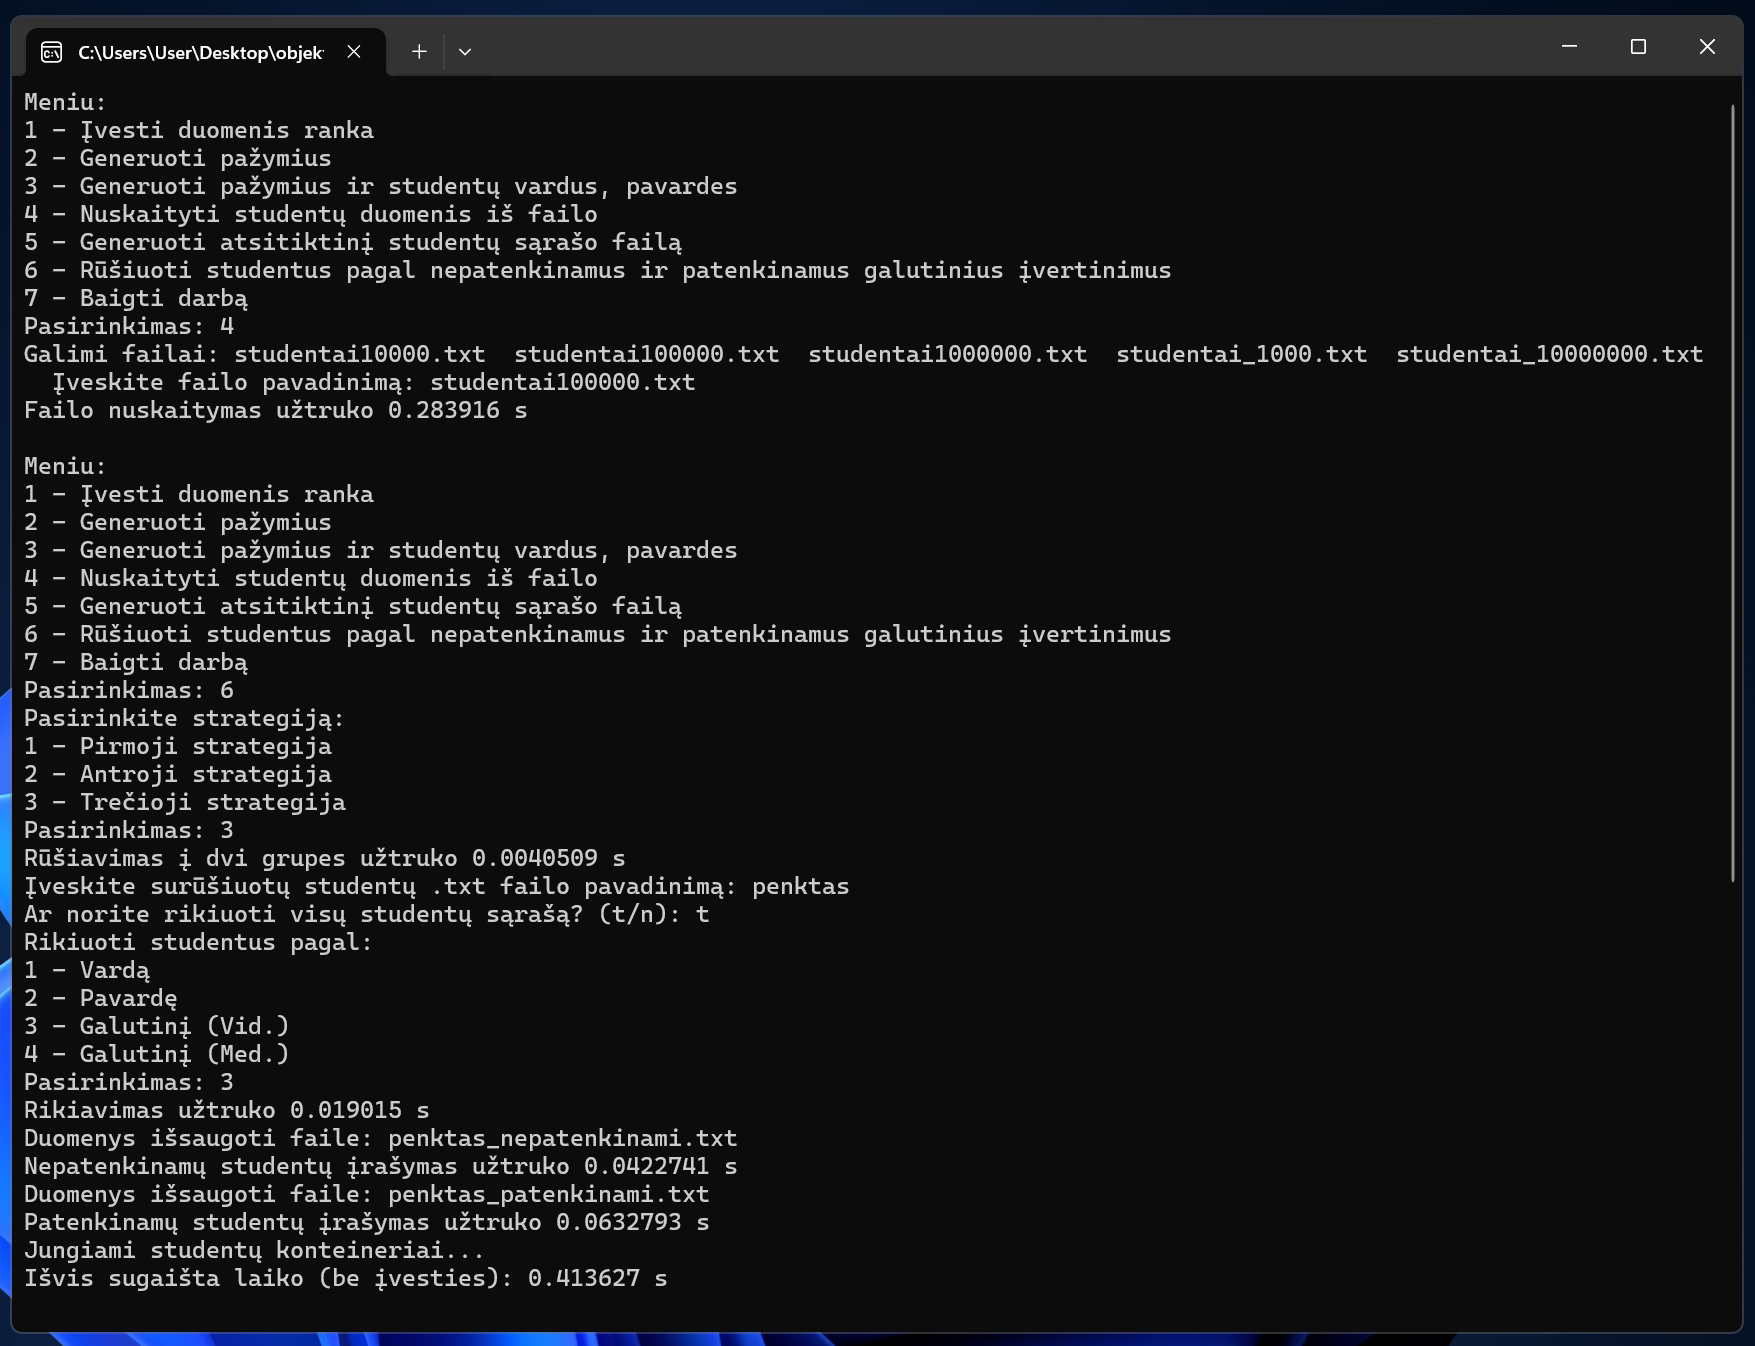 C:\Users\User\Desktop\objek
Meniu:
1 - Įvesti duomenis ranka
2 - Generuoti pažymius
3 - Generuoti pažymius ir studentų vardus, pavardes
4 - Nuskaityti studentų duomenis iš failo
5 - Generuoti atsitiktinį studentų sąrašo failą
6 - Rūšiuoti studentus pagal nepatenkinamus ir patenkinamus galutinius įvertinimus
7 - Baigti darbą
Pasirinkimas: 4
Galimi failai: studentai10000.txt  studentai100000.txt  studentai1000000.txt  studentai_1000.txt  studentai_10000000.txt
  Įveskite failo pavadinimą: studentai100000.txt
Failo nuskaitymas užtruko 0.283916 s
Meniu:
1 - Įvesti duomenis ranka
2 - Generuoti pažymius
3 - Generuoti pažymius ir studentų vardus, pavardes
4 - Nuskaityti studentų duomenis iš failo
5 - Generuoti atsitiktinį studentų sąrašo failą
6 - Rūšiuoti studentus pagal nepatenkinamus ir patenkinamus galutinius įvertinimus
7 - Baigti darbą
Pasirinkimas: 6
Pasirinkite strategiją:
1 - Pirmoji strategija
2 - Antroji strategija
3 - Trečioji strategija
Pasirinkimas: 3
Rūšiavimas į dvi grupes užtruko 0.0040509 s
Įveskite surūšiuotų studentų .txt failo pavadinimą: penktas
Ar norite rikiuoti visų studentų sąrašą? (t/n): t
Rikiuoti studentus pagal:
1 - Vardą
2 - Pavardę
3 - Galutinį (Vid.)
4 - Galutinį (Med.)
Pasirinkimas: 3
Rikiavimas užtruko 0.019015 s
Duomenys išsaugoti faile: penktas_nepatenkinami.txt
Nepatenkinamų studentų įrašymas užtruko 0.0422741 s
Duomenys išsaugoti faile: penktas_patenkinami.txt
Patenkinamų studentų įrašymas užtruko 0.0632793 s
Jungiami studentų konteineriai...
Išvis sugaišta laiko (be įvesties): 0.413627 s